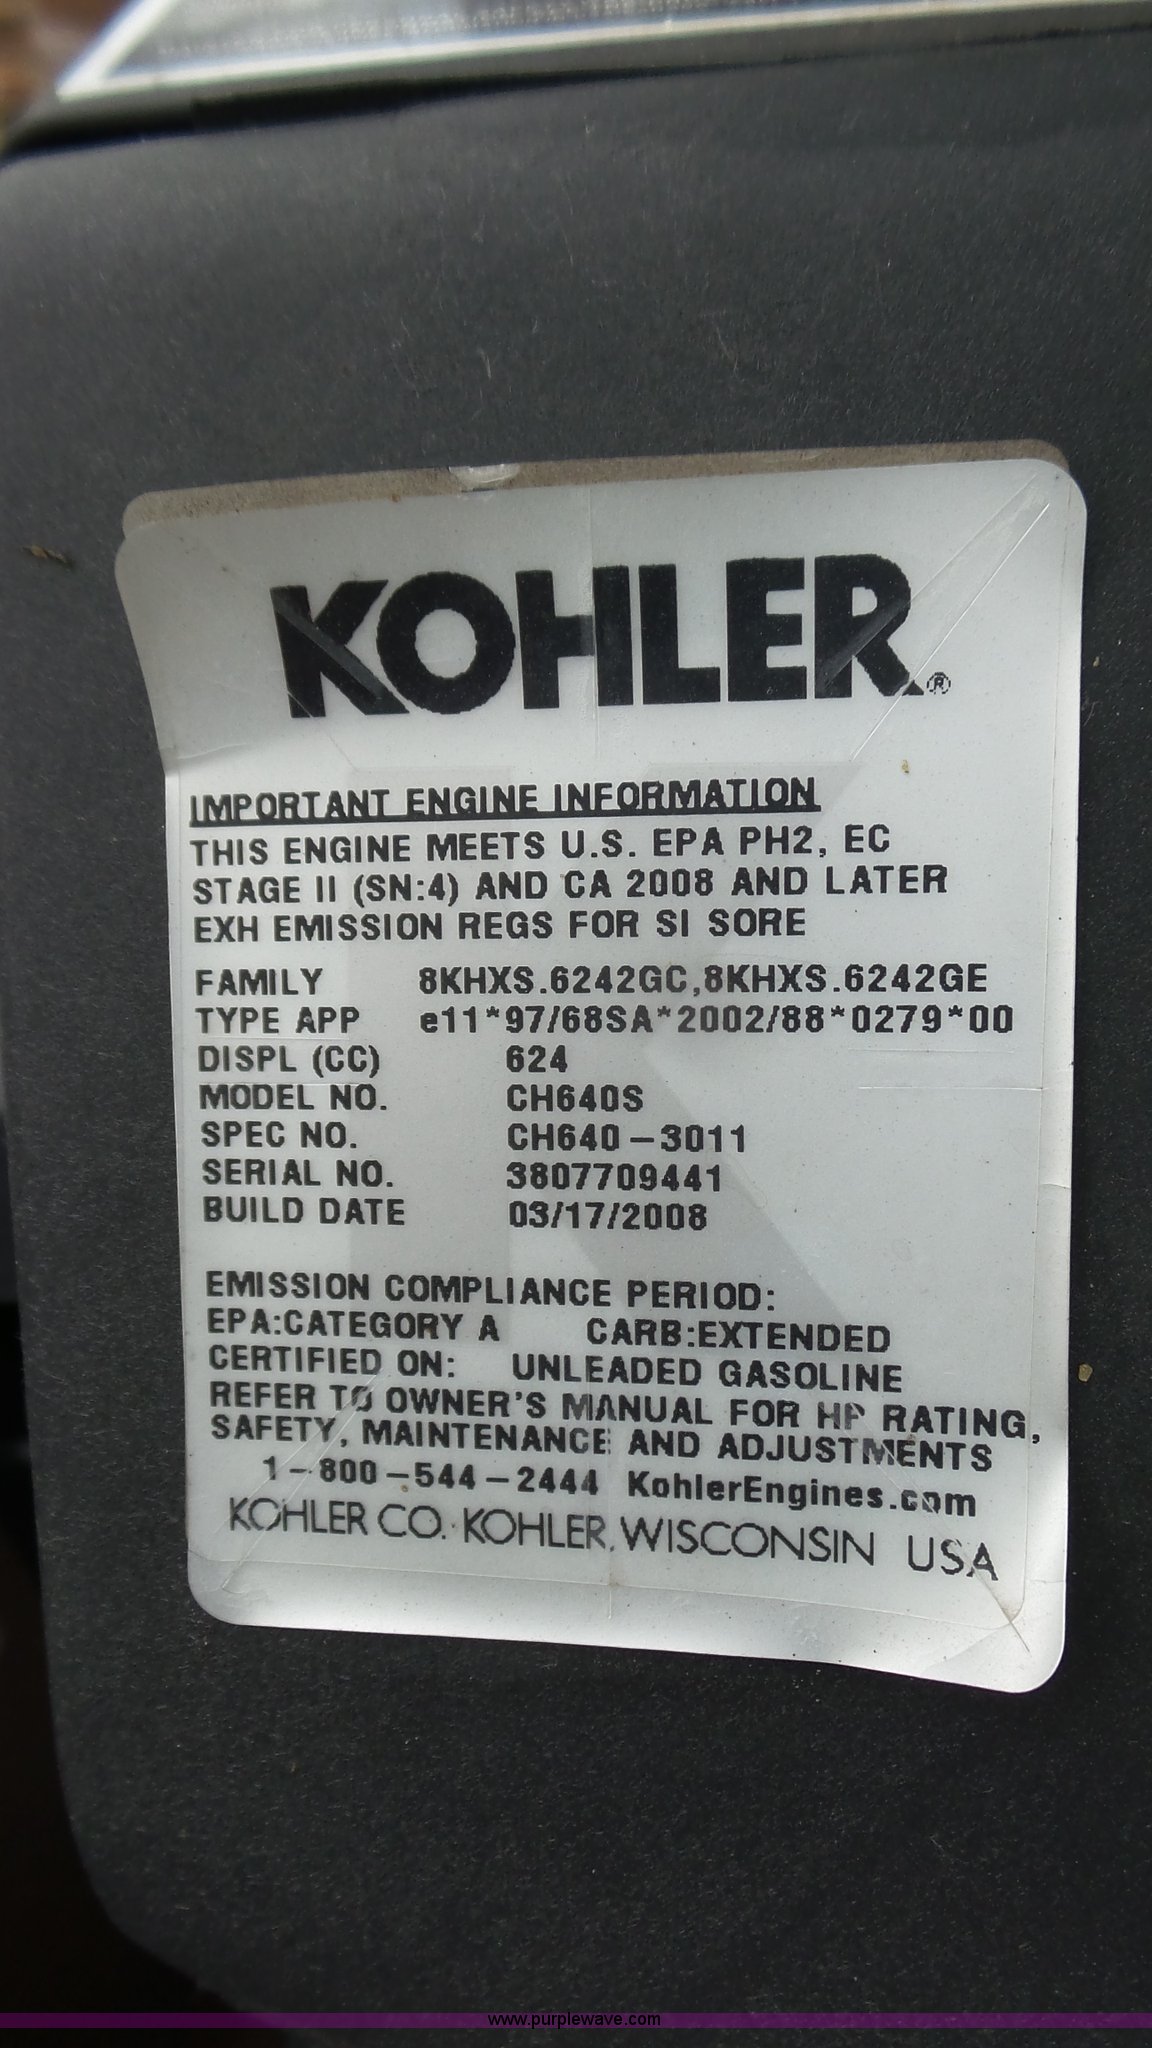 KOHLER®
IMPORTANT ENGINE INFORMATION
THIS ENGINE MEETS U.S. EPA PH2, EC
STAGE II (SN:4) AND CA 2008 AND LATER
EXH EMISSION REGS FOR SI SORE
FAMILY 8KHXS.6242GC,8KHXS.6242GE
TYPE APP e11*97/68SA*2002/88*0279*00
DISPL (CC) 624
MODEL NO. CH640S
SPEC NO. CH640-3011
SERIAL NO. 3807709441
BUILD DATE 03/17/2008
EMISSION COMPLIANCE PERIOD:
EPA:CATEGORY A CARB:EXTENDED
CERTIFIED ON: UNLEADED GASOLINE
REFER TO OWNER'S MANUAL FOR HP RATING,
SAFETY, MAINTENANCE AND ADJUSTMENTS
1-800-544-2444 KohlerEngines.com
KOHLER CO. KOHLER, WISCONSIN USA
www.purplewave.com